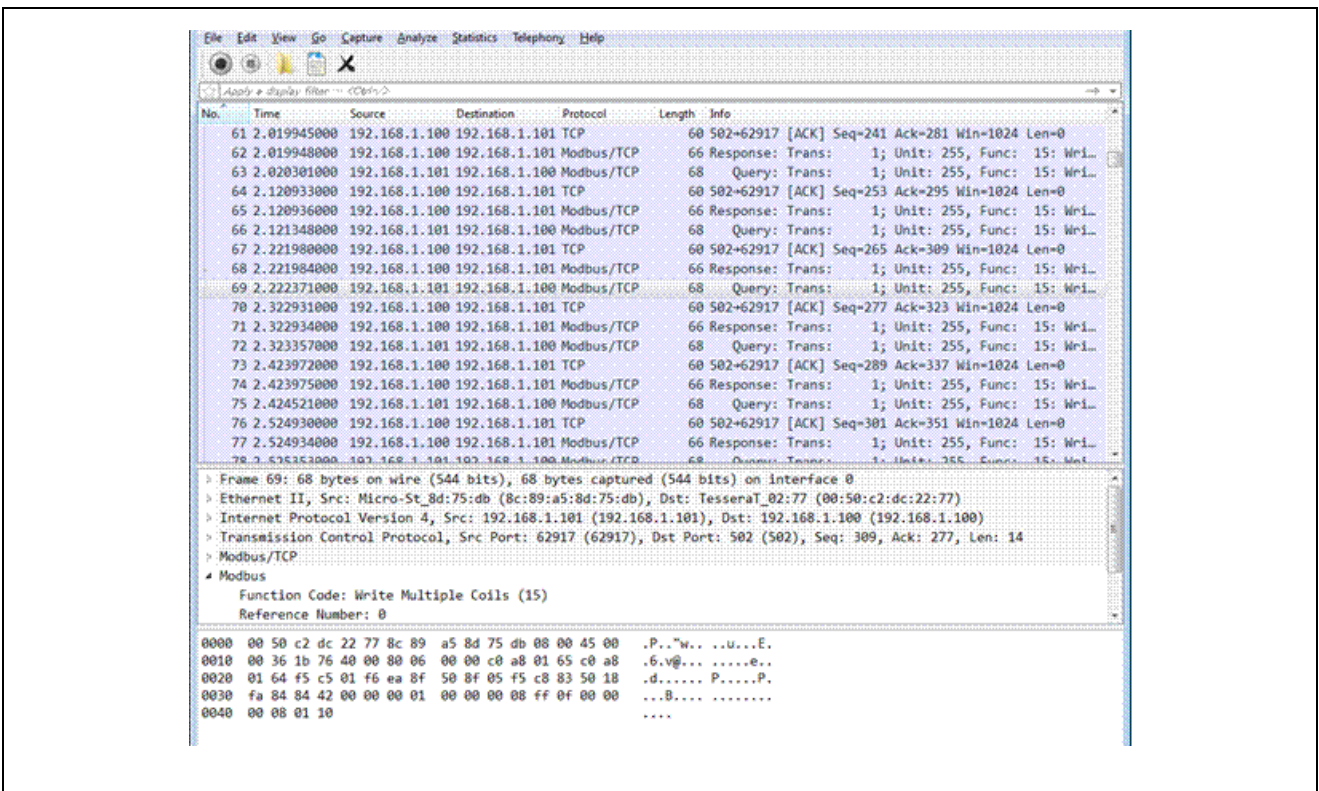 File Edit View Go Capture Analyze Statistics Telephony Help
Apply a display filter ... <Ctrl-/>
No. Time Source Destination Protocol Length Info
61 2.019945000 192.168.1.100 192.168.1.101 TCP 60 502→62917 [ACK] Seq=241 Ack=281 Win=1024 Len=0
62 2.019948000 192.168.1.100 192.168.1.101 Modbus/TCP 66 Response: Trans: 1; Unit: 255, Func: 15: Wri…
63 2.020301000 192.168.1.101 192.168.1.100 Modbus/TCP 68 Query: Trans: 1; Unit: 255, Func: 15: Wri…
64 2.120933000 192.168.1.100 192.168.1.101 TCP 60 502→62917 [ACK] Seq=253 Ack=295 Win=1024 Len=0
65 2.120936000 192.168.1.100 192.168.1.101 Modbus/TCP 66 Response: Trans: 1; Unit: 255, Func: 15: Wri…
66 2.121348000 192.168.1.101 192.168.1.100 Modbus/TCP 68 Query: Trans: 1; Unit: 255, Func: 15: Wri…
67 2.221980000 192.168.1.100 192.168.1.101 TCP 60 502→62917 [ACK] Seq=265 Ack=309 Win=1024 Len=0
68 2.221984000 192.168.1.100 192.168.1.101 Modbus/TCP 66 Response: Trans: 1; Unit: 255, Func: 15: Wri…
69 2.222371000 192.168.1.101 192.168.1.100 Modbus/TCP 68 Query: Trans: 1; Unit: 255, Func: 15: Wri…
70 2.322931000 192.168.1.100 192.168.1.101 TCP 60 502→62917 [ACK] Seq=277 Ack=323 Win=1024 Len=0
71 2.322934000 192.168.1.100 192.168.1.101 Modbus/TCP 66 Response: Trans: 1; Unit: 255, Func: 15: Wri…
72 2.323357000 192.168.1.101 192.168.1.100 Modbus/TCP 68 Query: Trans: 1; Unit: 255, Func: 15: Wri…
73 2.423972000 192.168.1.100 192.168.1.101 TCP 60 502→62917 [ACK] Seq=289 Ack=337 Win=1024 Len=0
74 2.423975000 192.168.1.100 192.168.1.101 Modbus/TCP 66 Response: Trans: 1; Unit: 255, Func: 15: Wri…
75 2.424521000 192.168.1.101 192.168.1.100 Modbus/TCP 68 Query: Trans: 1; Unit: 255, Func: 15: Wri…
76 2.524930000 192.168.1.100 192.168.1.101 TCP 60 502→62917 [ACK] Seq=301 Ack=351 Win=1024 Len=0
77 2.524934000 192.168.1.100 192.168.1.101 Modbus/TCP 66 Response: Trans: 1; Unit: 255, Func: 15: Wri…
78 2.525353000 192.168.1.101 192.168.1.100 Modbus/TCP 68 Query: Trans: 1; Unit: 255, Func: 15: Wri
Frame 69: 68 bytes on wire (544 bits), 68 bytes captured (544 bits) on interface 0
Ethernet II, Src: Micro-St_8d:75:db (8c:89:a5:8d:75:db), Dst: TesseraT_02:77 (00:50:c2:dc:22:77)
Internet Protocol Version 4, Src: 192.168.1.101 (192.168.1.101), Dst: 192.168.1.100 (192.168.1.100)
Transmission Control Protocol, Src Port: 62917 (62917), Dst Port: 502 (502), Seq: 309, Ack: 277, Len: 14
Modbus/TCP
Modbus
Function Code: Write Multiple Coils (15)
Reference Number: 0
0000 00 50 c2 dc 22 77 8c 89 a5 8d 75 db 08 00 45 00 .P.."w.. ..u...E.
0010 00 36 1b 76 40 00 80 06 00 00 c0 a8 01 65 c0 a8 .6.v@... .....e..
0020 01 64 f5 c5 01 f6 ea 8f 50 8f 05 f5 c8 83 50 18 .d...... P.....P.
0030 fa 84 84 42 00 00 00 01 00 00 00 08 ff 0f 00 00 ...B.... ........
0040 00 08 01 10 ....